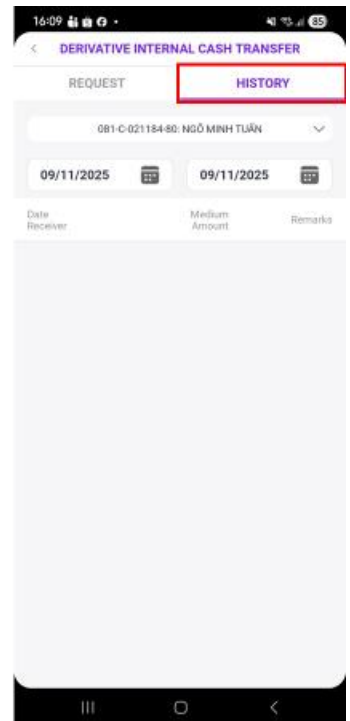 16:09
85
DERIVATIVE INTERNAL CASH TRANSFER
REQUEST
HISTORY
0B1-C-021184-80: NGÔ MINH TUẤN
09/11/2025
09/11/2025
Date
Receiver
Medium
Amount
Remarks